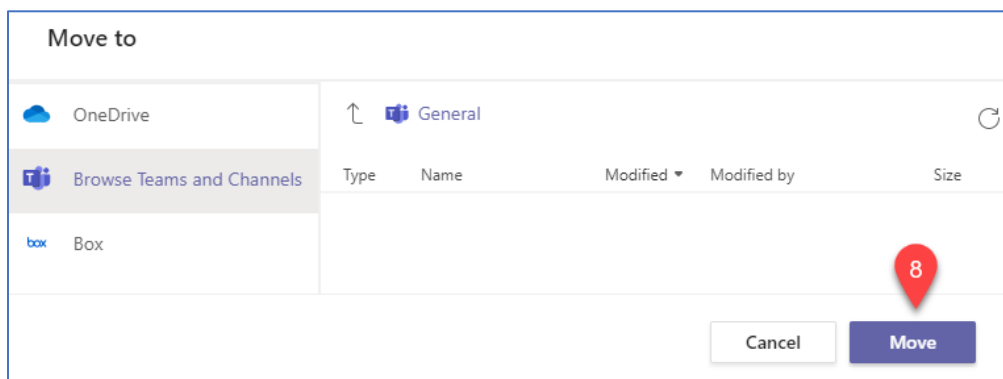 Move to
OneDrive
General
Browse Teams and Channels
Type Name Modified Modified by Size
box Box
8
Cancel Move